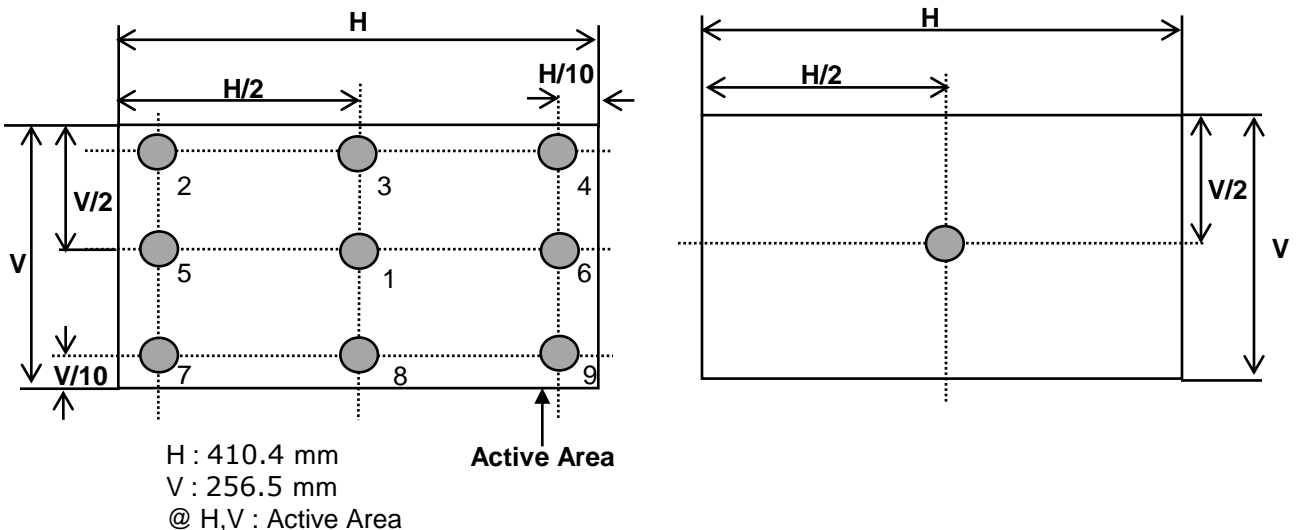 H
H/2
H/10
2
3
4
V/2
V
5
1
6
V/10
7
8
9
H : 410.4 mm
V : 256.5 mm
@ H,V : Active Area
Active Area
H
H/2
V/2
V